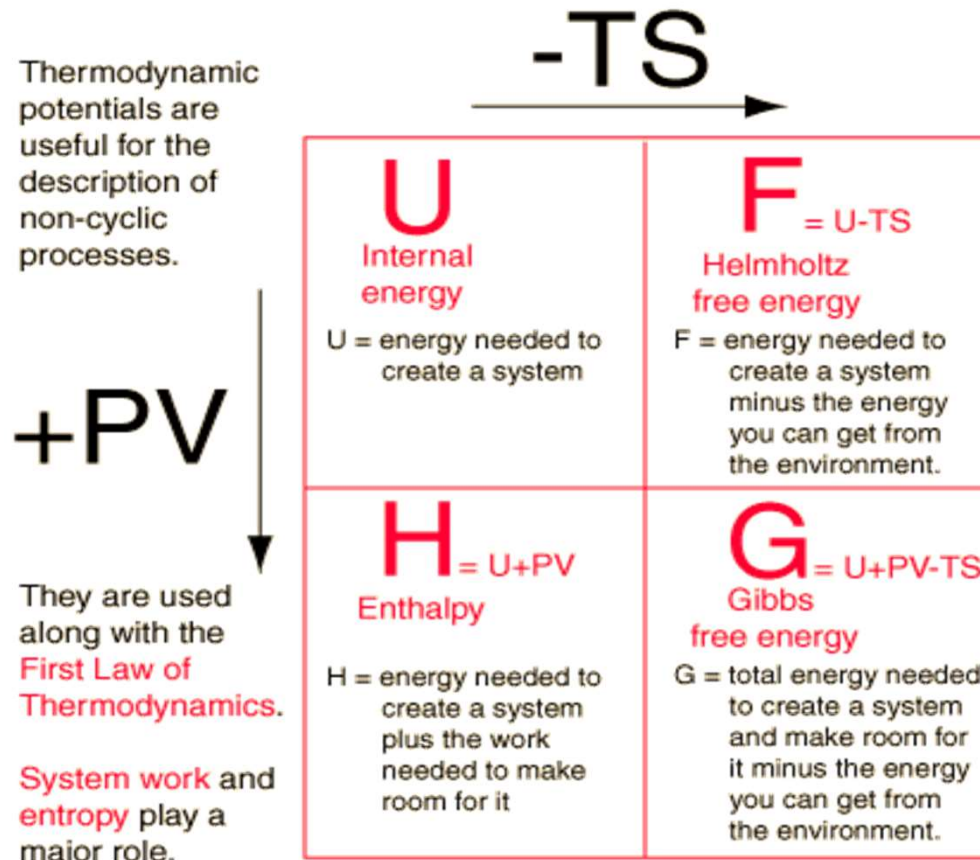 -TS
Thermodynamic
potentials are
useful for the
description of
non-cyclic
processes.
+PV
They are used
along with the
First Law of
Thermodynamics.
System work and
entropy play a
major role.
U
Internal
energy
U = energy needed to
create a system
F = U-TS
Helmholtz
free energy
F = energy needed to
create a system
minus the energy
you can get from
the environment.
H = U+PV
Enthalpy
H = energy needed to
create a system
plus the work
needed to make
room for it
G = U+PV-TS
Gibbs
free energy
G = total energy needed
to create a system
and make room for
it minus the energy
you can get from
the environment.